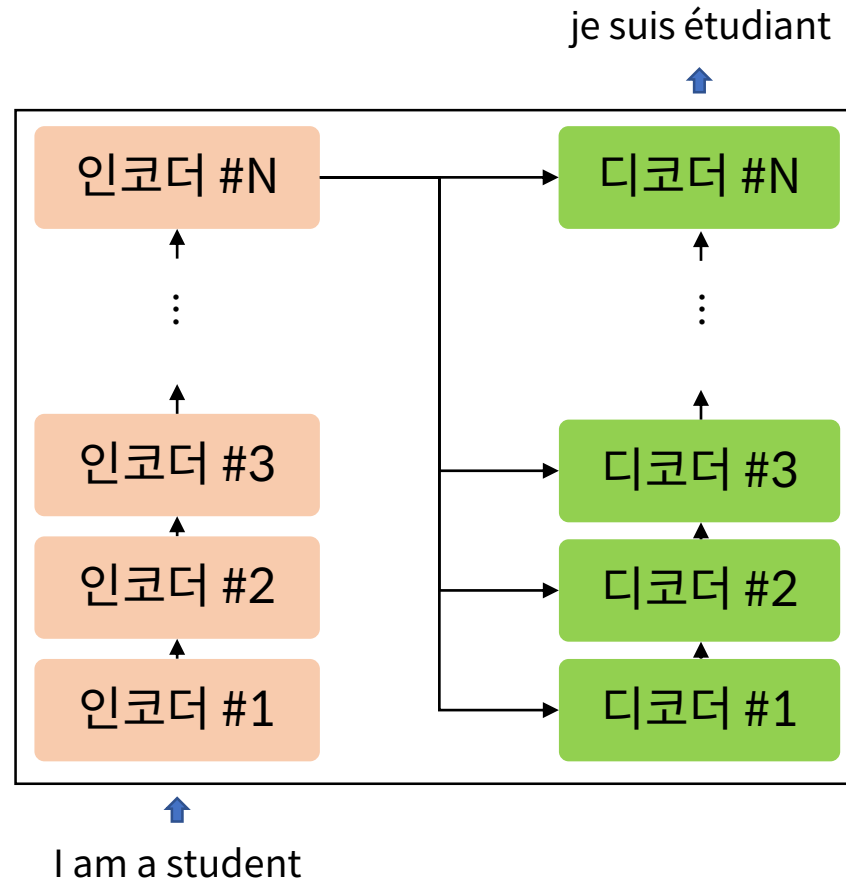 je suis étudiant
인코더 #N
디코더 #N
...
...
인코더 #3
디코더 #3
인코더 #2
디코더 #2
인코더 #1
디코더 #1
I am a student